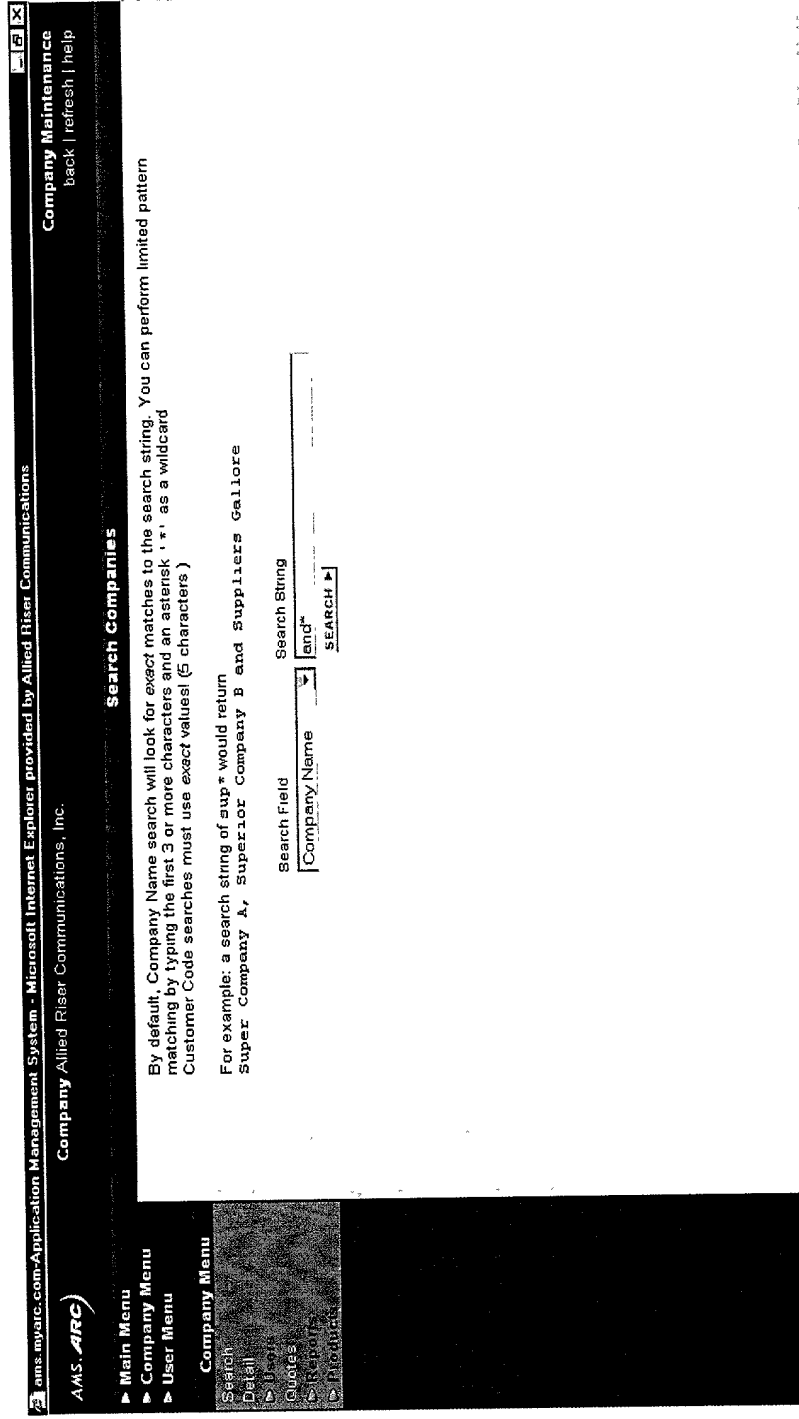 ams.myarc.com-Application Management System - Microsoft Internet Explorer provided by Allied Riser Communications
AMS.ARC
Company Allied Riser Communications, Inc.
Company Maintenance
back | refresh | help
Search Companies
▶ Main Menu
▶ Company Menu
▶ User Menu
Company Menu
Search
Detail
▷ Users
Quotes
▷ Reports
▷ Products
By default, Company Name search will look for exact matches to the search string. You can perform limited pattern
matching by typing the first 3 or more characters and an asterisk '*' as a wildcard
Customer Code searches must use exact values! (5 characters )
For example: a search string of sup* would return
Super Company A, Superior Company B and Suppliers Gallore
Search Field
Search String
Company Name
and*
SEARCH ▶